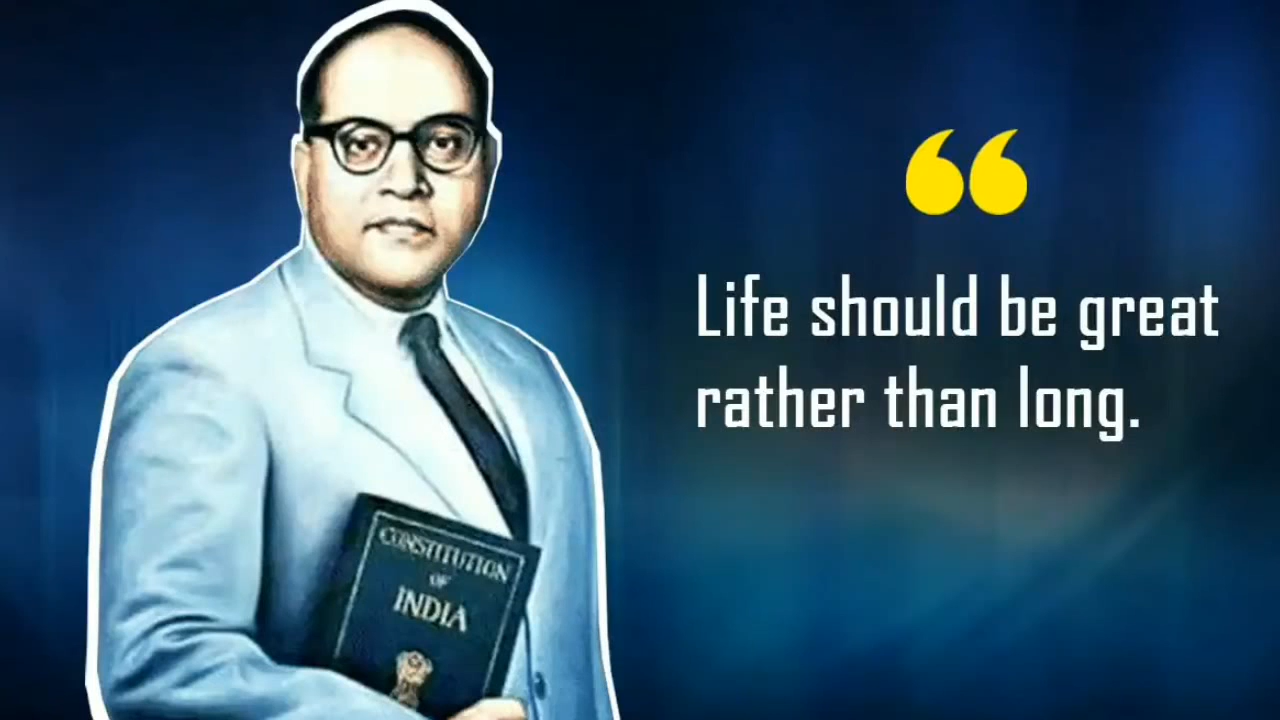 Life should be great
rather than long.
CONSTITUTION
OF
INDIA